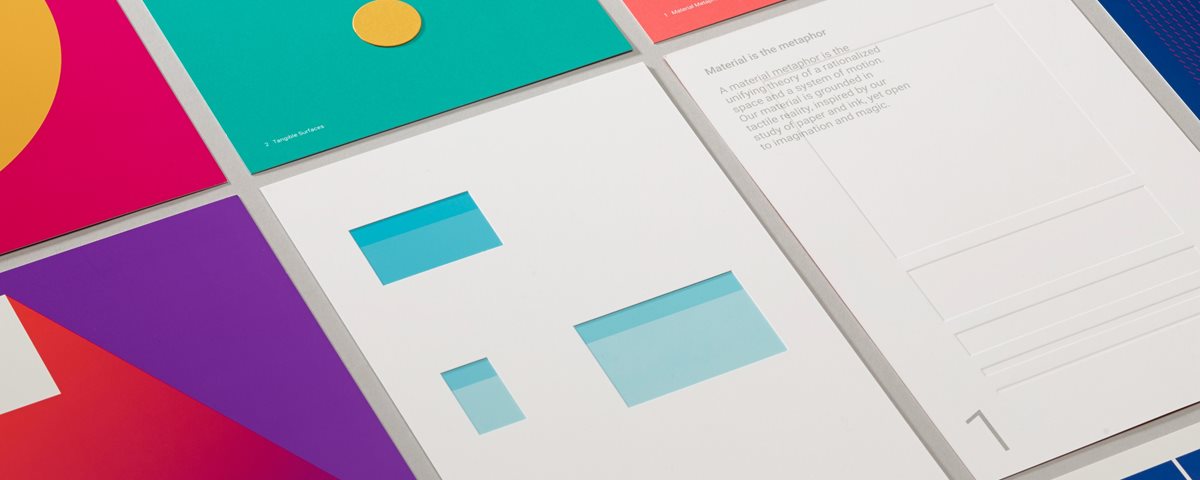 2 Tangible Surfaces
1 Material Metap
Material is the metaphor
A material metaphor is the
unifying theory of a rationalized
space and a system of motion.
Our material is grounded in
tactile reality, inspired by our
study of paper and ink, yet open
to imagination and magic.
1